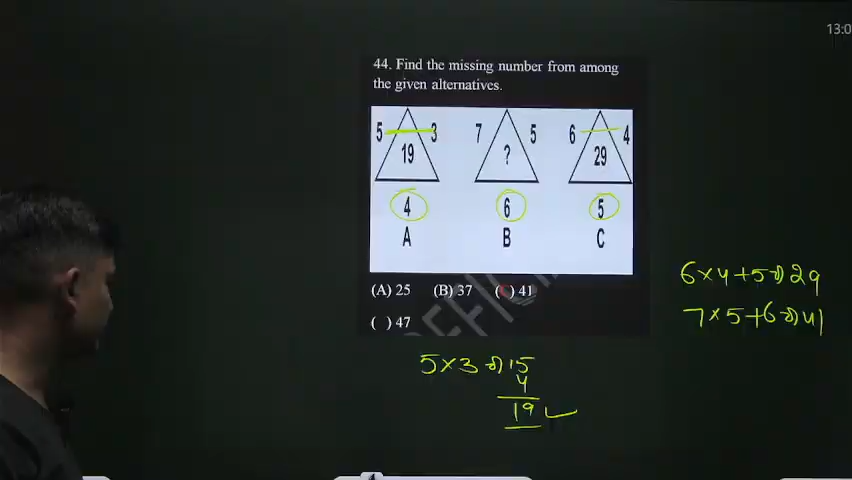 13:0
44. Find the missing number from among
the given alternatives.
5 3 7 5 6 4
19 ? 29
4 6 5
A B C
(A) 25 (B) 37 ( ) 41
( ) 47
6×4+5⇒29
7×5+6⇒41
5×3⇒15
4
19